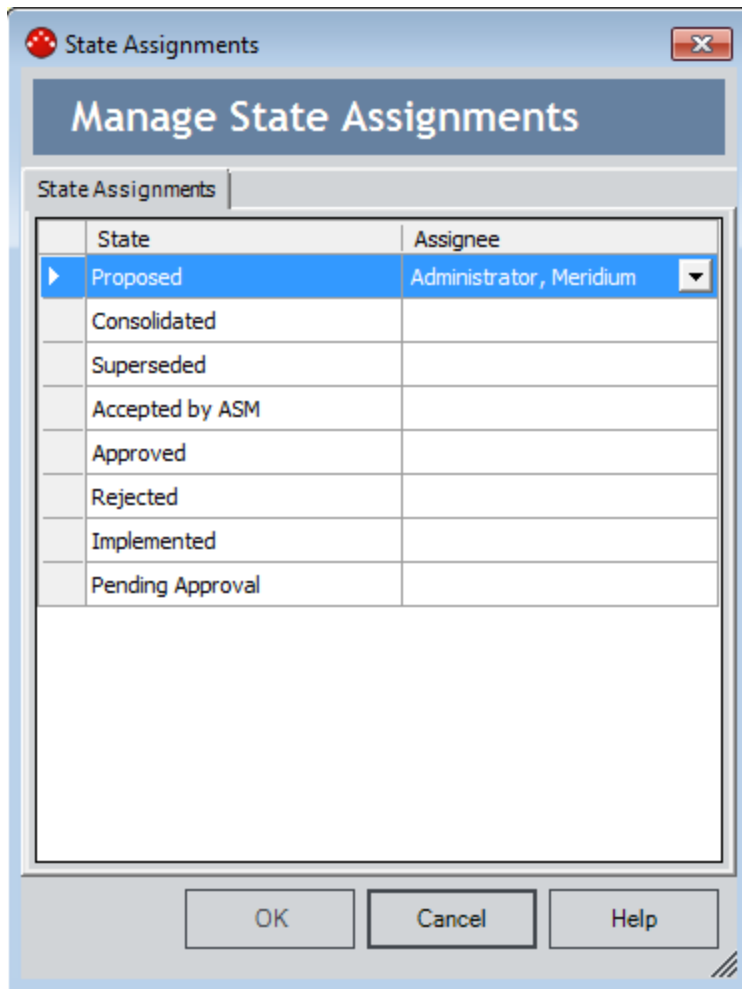 State Assignments
Manage State Assignments
State Assignments
State Assignee
Proposed Administrator, Meridium
Consolidated
Superseded
Accepted by ASM
Approved
Rejected
Implemented
Pending Approval
OK Cancel Help